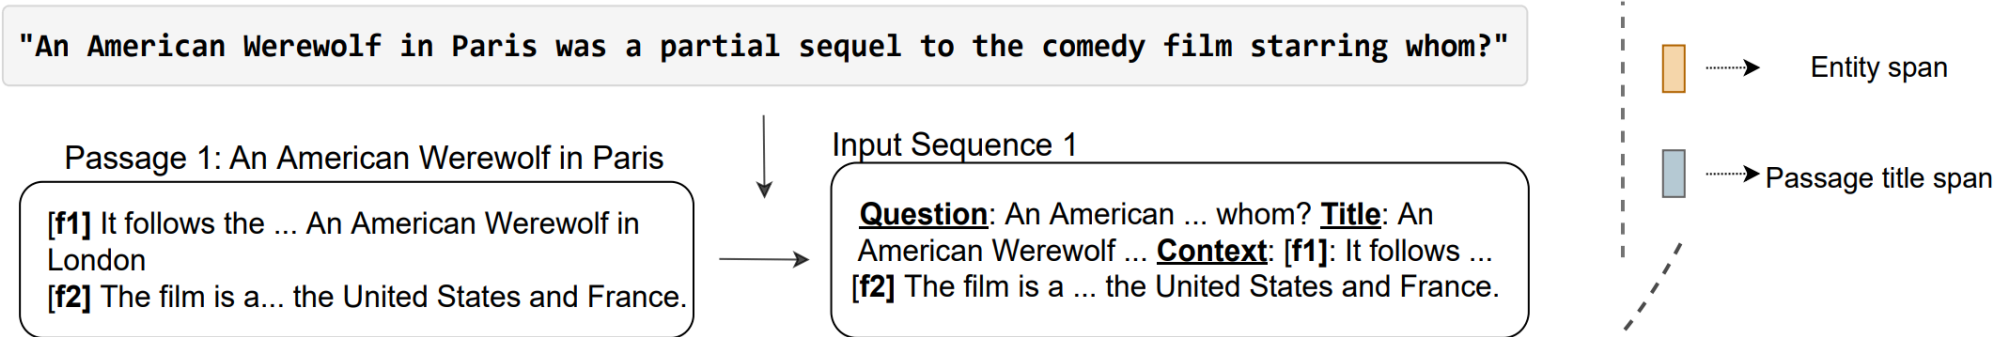 "An American Werewolf in Paris was a partial sequel to the comedy film starring whom?"
Passage 1: An American Werewolf in Paris
[f1] It follows the ... An American Werewolf in
London
[f2] The film is a... the United States and France.
Input Sequence 1
Question: An American ... whom? Title: An
American Werewolf ... Context: [f1]: It follows ...
[f2] The film is a ... the United States and France.
Entity span
Passage title span